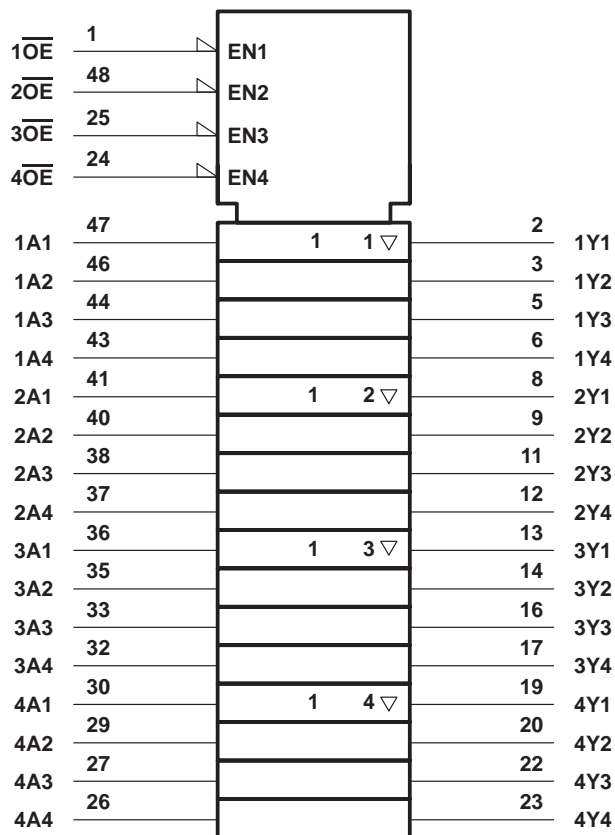 1O̅E̅ 1 EN1
2O̅E̅ 48 EN2
3O̅E̅ 25 EN3
4O̅E̅ 24 EN4
1A1 47 1 1 ▽ 2 1Y1
1A2 46 3 1Y2
1A3 44 5 1Y3
1A4 43 6 1Y4
2A1 41 1 2 ▽ 8 2Y1
2A2 40 9 2Y2
2A3 38 11 2Y3
2A4 37 12 2Y4
3A1 36 1 3 ▽ 13 3Y1
3A2 35 14 3Y2
3A3 33 16 3Y3
3A4 32 17 3Y4
4A1 30 1 4 ▽ 19 4Y1
4A2 29 20 4Y2
4A3 27 22 4Y3
4A4 26 23 4Y4